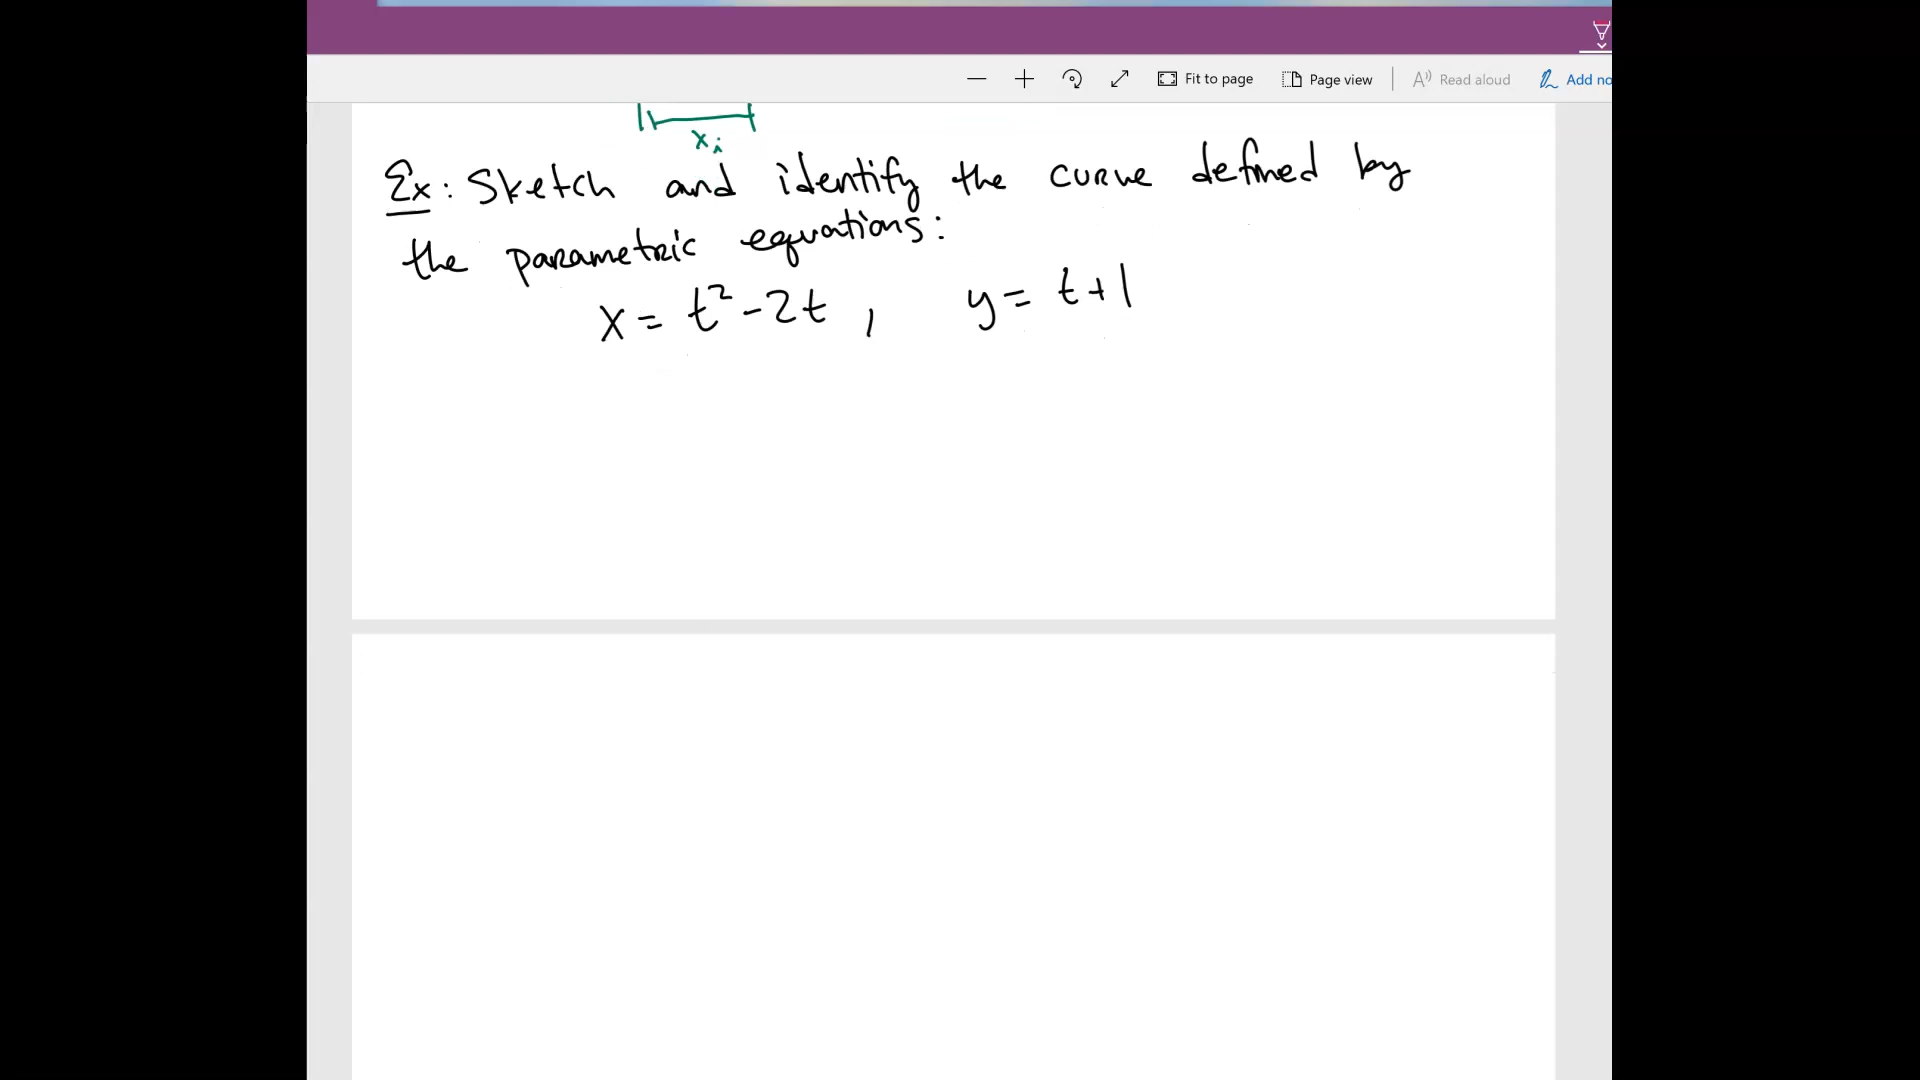 Fit to page Page view Read aloud Add no
xi
Ex: Sketch and identify the curve defined by
the parametric equations:
x = t² - 2t , y = t + 1